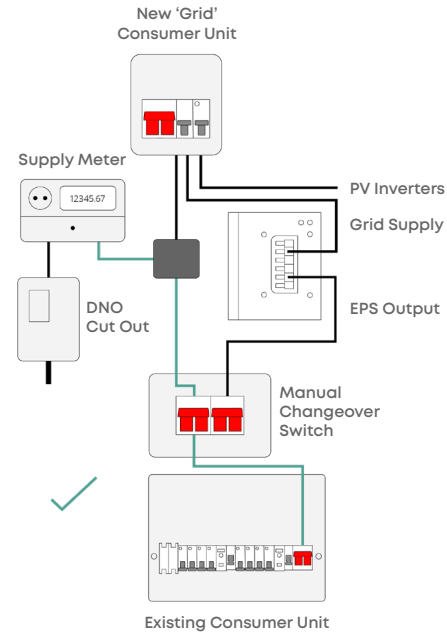 New ‘Grid’
Consumer Unit
Supply Meter
12345.67
PV Inverters
Grid Supply
DNO
Cut Out
EPS Output
Manual
Changeover
Switch
Existing Consumer Unit